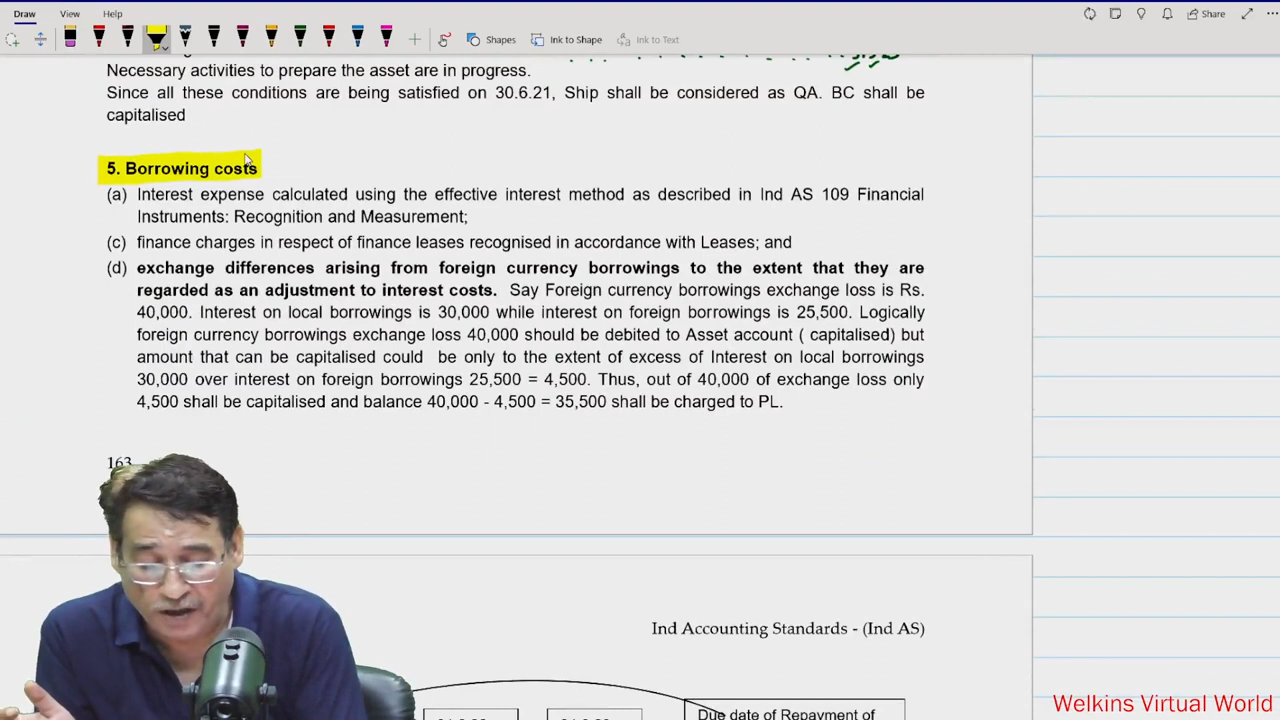 Draw View Help
Share
Shapes Ink to Shape Ink to Text
Necessary activities to prepare the asset are in progress.
Since all these conditions are being satisfied on 30.6.21, Ship shall be considered as QA. BC shall be
capitalised
5. Borrowing costs
(a) Interest expense calculated using the effective interest method as described in Ind AS 109 Financial
Instruments: Recognition and Measurement;
(c) finance charges in respect of finance leases recognised in accordance with Leases; and
(d) exchange differences arising from foreign currency borrowings to the extent that they are
regarded as an adjustment to interest costs. Say Foreign currency borrowings exchange loss is Rs.
40,000. Interest on local borrowings is 30,000 while interest on foreign borrowings is 25,500. Logically
foreign currency borrowings exchange loss 40,000 should be debited to Asset account ( capitalised) but
amount that can be capitalised could be only to the extent of excess of Interest on local borrowings
30,000 over interest on foreign borrowings 25,500 = 4,500. Thus, out of 40,000 of exchange loss only
4,500 shall be capitalised and balance 40,000 - 4,500 = 35,500 shall be charged to PL.
163
Ind Accounting Standards - (Ind AS)
Due date of Repayment of
Welkins Virtual World